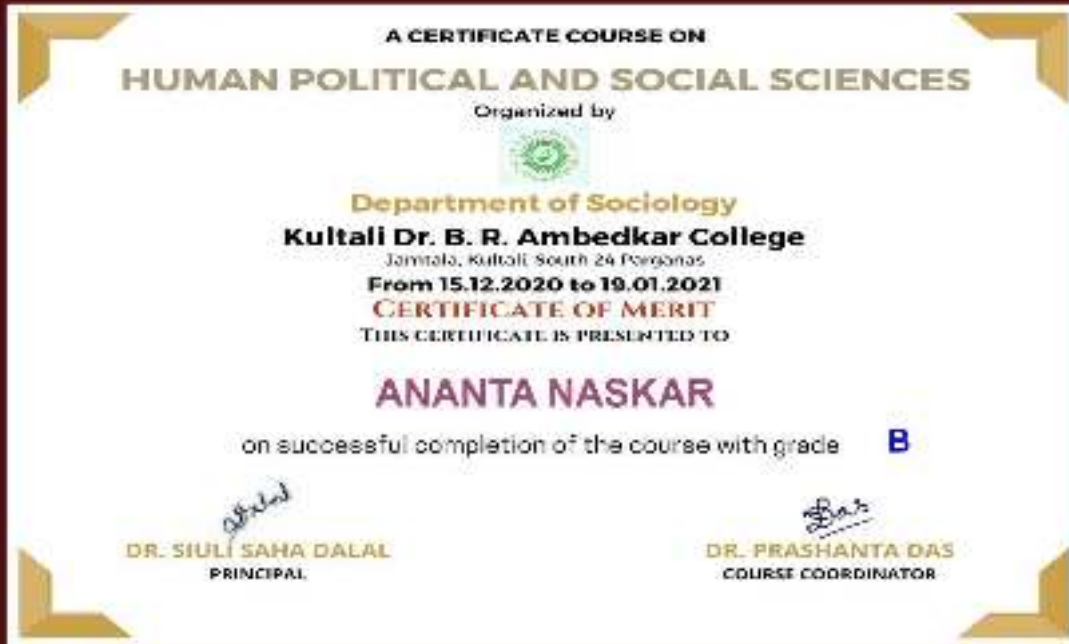 A CERTIFICATE COURSE ON
HUMAN POLITICAL AND SOCIAL SCIENCES
Organized by
Department of Sociology
Kultali Dr. B. R. Ambedkar College
Jamtala, Kultali, South 24 Parganas
From 15.12.2020 to 19.01.2021
CERTIFICATE OF MERIT
THIS CERTIFICATE IS PRESENTED TO
ANANTA NASKAR
on successful completion of the course with grade B
DR. SIULI SAHA DALAL
PRINCIPAL
DR. PRASHANTA DAS
COURSE COORDINATOR